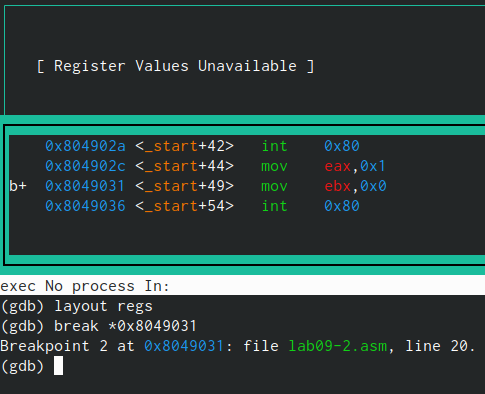 [ Register Values Unavailable ]
0x804902a <_start+42> int 0x80
0x804902c <_start+44> mov eax,0x1
b+ 0x8049031 <_start+49> mov ebx,0x0
0x8049036 <_start+54> int 0x80
exec No process In:
(gdb) layout regs
(gdb) break *0x8049031
Breakpoint 2 at 0x8049031: file lab09-2.asm, line 20.
(gdb)